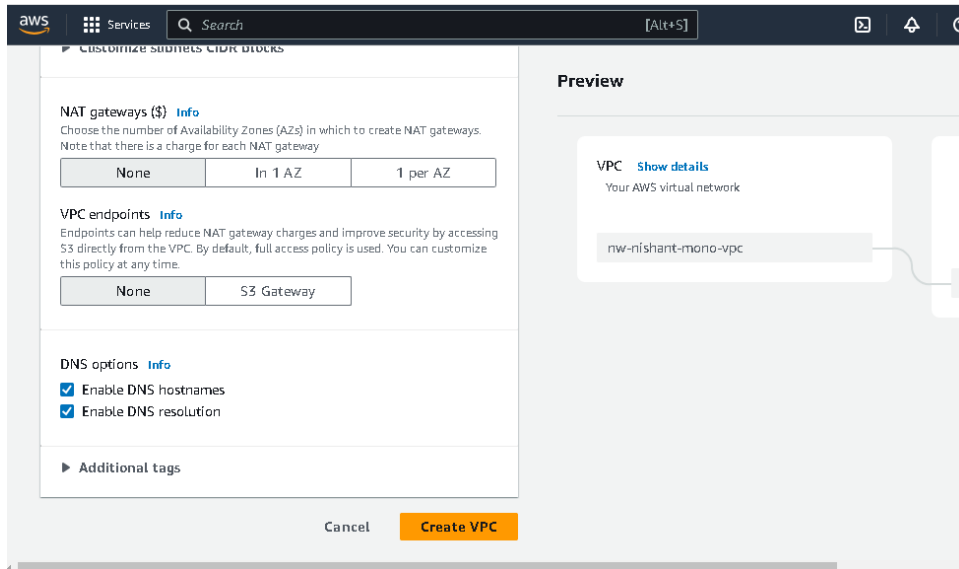 aws
Services
Search
[Alt+S]
Customize subnets CIDR blocks
NAT gateways ($) Info
Choose the number of Availability Zones (AZs) in which to create NAT gateways.
Note that there is a charge for each NAT gateway
None
In 1 AZ
1 per AZ
VPC endpoints Info
Endpoints can help reduce NAT gateway charges and improve security by accessing
S3 directly from the VPC. By default, full access policy is used. You can customize
this policy at any time.
None
S3 Gateway
DNS options Info
Enable DNS hostnames
Enable DNS resolution
Additional tags
Cancel
Create VPC
Preview
VPC Show details
Your AWS virtual network
nw-nishant-mono-vpc